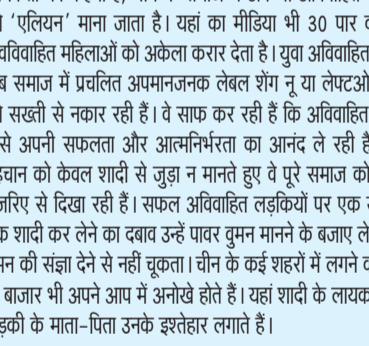 'एलियन' माना जाता है। यहां का मीडिया भी 30 पार
विवाहित महिलाओं को अकेला करार देता है। युवा अविवाहित
समाज में प्रचलित अपमानजनक लेबल शेंग नू या लेफ्टओ
सख्ती से नकार रही हैं। वे साफ कर रही हैं कि अविवाहित
से अपनी सफलता और आत्मनिर्भरता का आनंद ले रही है
हचान को केवल शादी से जुड़ा न मानते हुए वे पूरे समाज को
जरिए से दिखा रही हैं। सफल अविवाहित लड़कियों पर एक
क शादी कर लेने का दबाव उन्हें पावर वुमन मानने के बजाए ले
मन की संज्ञा देने से नहीं चूकता। चीन के कई शहरों में लगने व
बाजार भी अपने आप में अनोखे होते हैं। यहां शादी के लायक
ड़की के माता-पिता उनके इश्तेहार लगाते हैं।